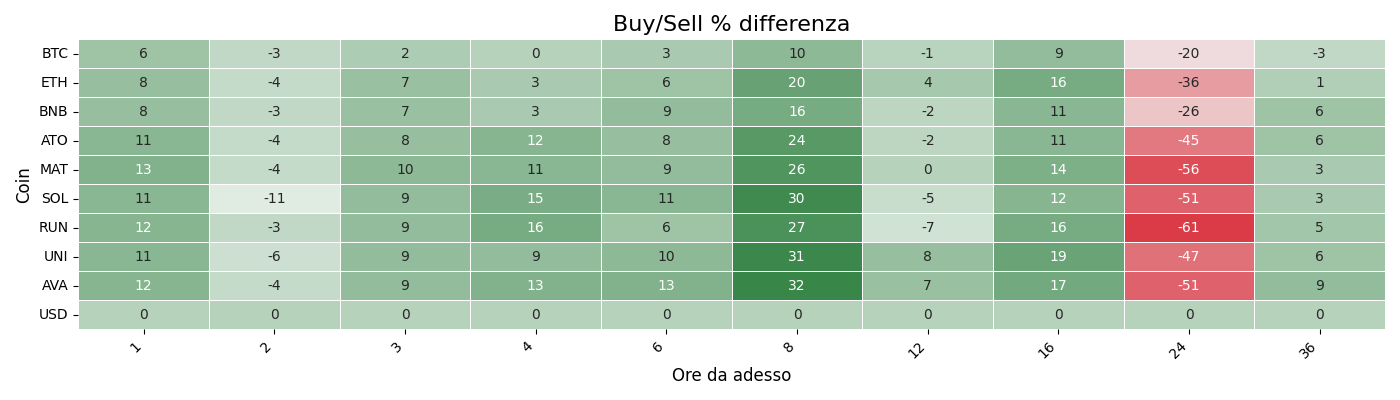 Buy/Sell % differenza
Coin
BTC 6 -3 2 0 3 10 -1 9 -20 -3
ETH 8 -4 7 3 6 20 4 16 -36 1
BNB 8 -3 7 3 9 16 -2 11 -26 6
ATO 11 -4 8 12 8 24 -2 11 -45 6
MAT 13 -4 10 11 9 26 0 14 -56 3
SOL 11 -11 9 15 11 30 -5 12 -51 3
RUN 12 -3 9 16 6 27 -7 16 -61 5
UNI 11 -6 9 9 10 31 8 19 -47 6
AVA 12 -4 9 13 13 32 7 17 -51 9
USD 0 0 0 0 0 0 0 0 0 0
1 2 3 4 6 8 12 16 24 36
Ore da adesso